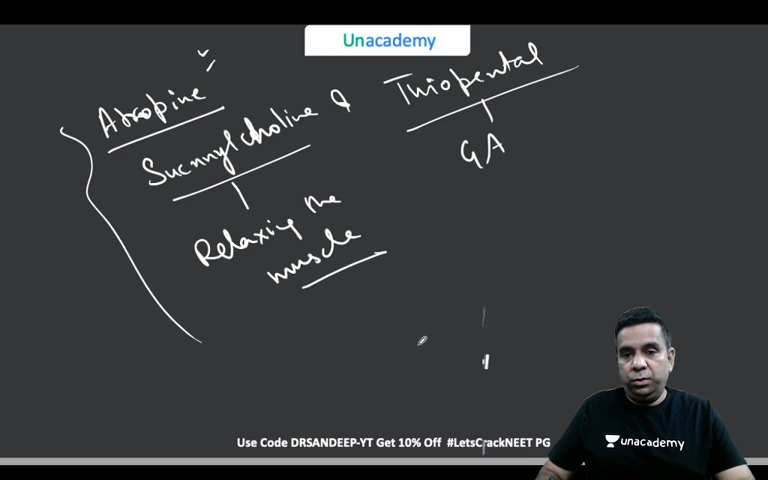 Unacademy
Atropine
Succinylcholine & Thiopental
GA
Relaxing the
muscle
unacademy
Use Code DRSANDEEP-YT Get 10% Off #LetsCrackNEET PG